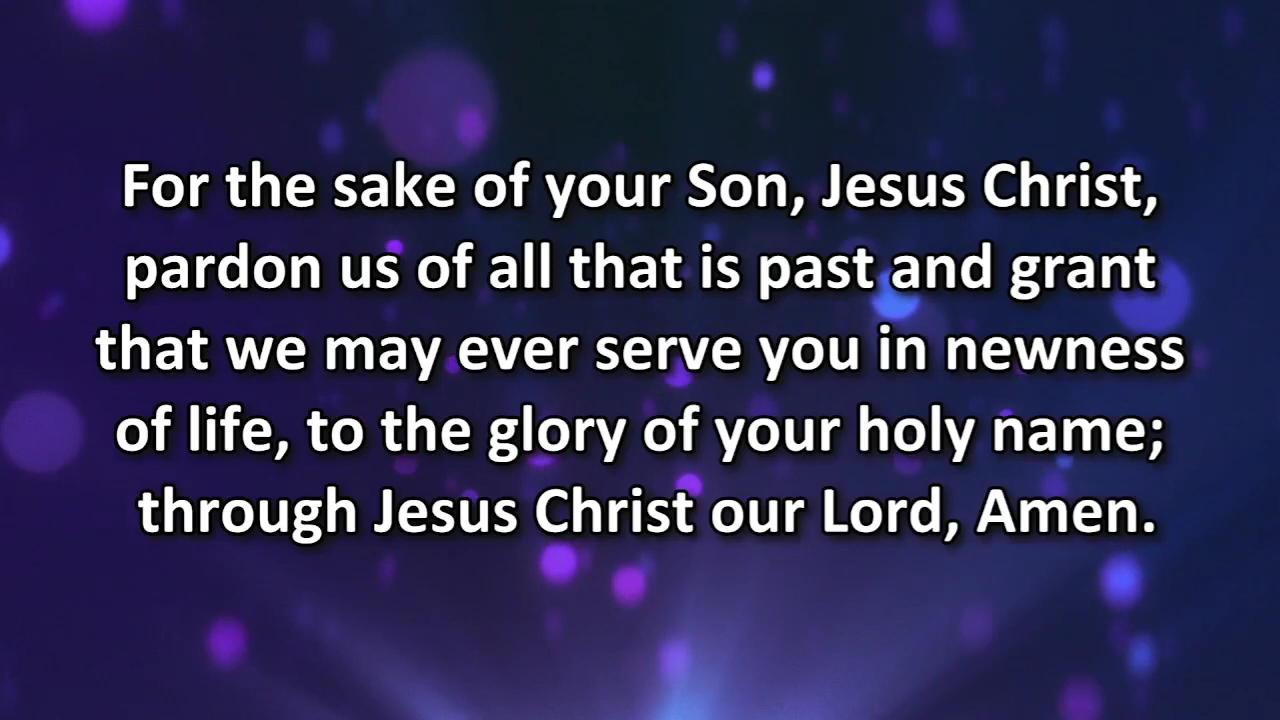 For the sake of your Son, Jesus Christ,
pardon us of all that is past and grant
that we may ever serve you in newness
of life, to the glory of your holy name;
through Jesus Christ our Lord, Amen.